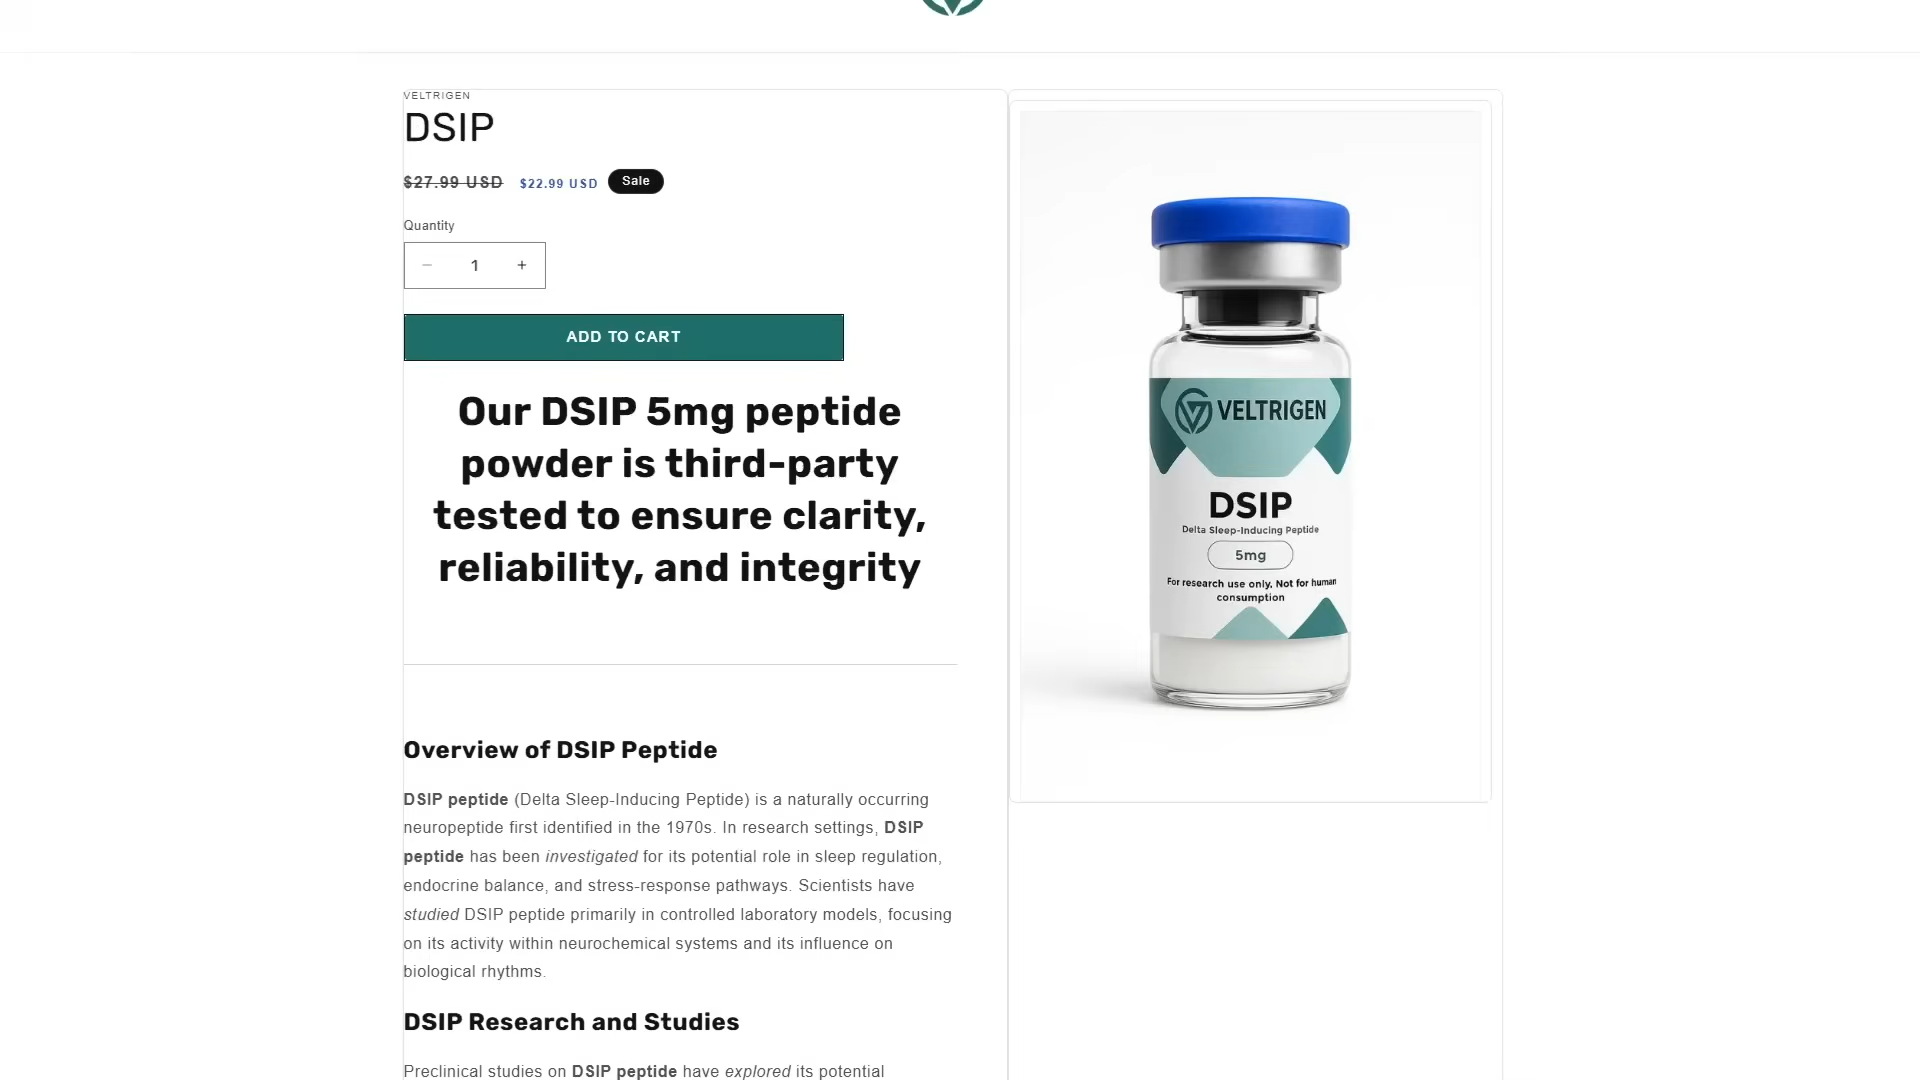 VELTRIGEN
DSIP
$27.99 USD $22.99 USD Sale
Quantity
− 1 +
ADD TO CART
Our DSIP 5mg peptide
powder is third-party
tested to ensure clarity,
reliability, and integrity
Overview of DSIP Peptide
DSIP peptide (Delta Sleep-Inducing Peptide) is a naturally occurring
neuropeptide first identified in the 1970s. In research settings, DSIP
peptide has been investigated for its potential role in sleep regulation,
endocrine balance, and stress-response pathways. Scientists have
studied DSIP peptide primarily in controlled laboratory models, focusing
on its activity within neurochemical systems and its influence on
biological rhythms.
DSIP Research and Studies
Preclinical studies on DSIP peptide have explored its potential
VELTRIGEN
DSIP
Delta Sleep-Inducing Peptide
5mg
For research use only, Not for human
consumption